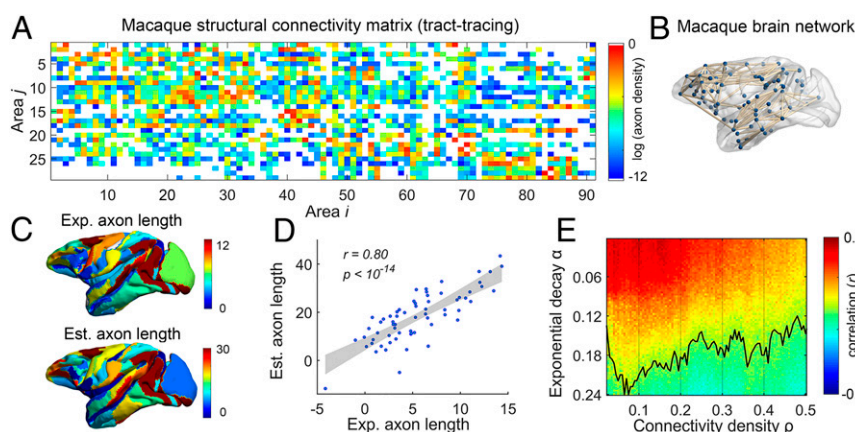 A
Macaque structural connectivity matrix (tract-tracing)
Area j
5
10
15
20
25
10
20
30
40
50
60
70
80
90
Area i
0
log (axon density)
-12
B
Macaque brain network
C
Exp. axon length
12
0
Est. axon length
30
0
D
r = 0.80
p < 10-14
Est. axon length
40
20
0
-5
0
5
10
15
Exp. axon length
E
Exponential decay α
0.06
0.12
0.18
0.24
0.1
0.2
0.3
0.4
0.5
Connectivity density ρ
correlation (r)